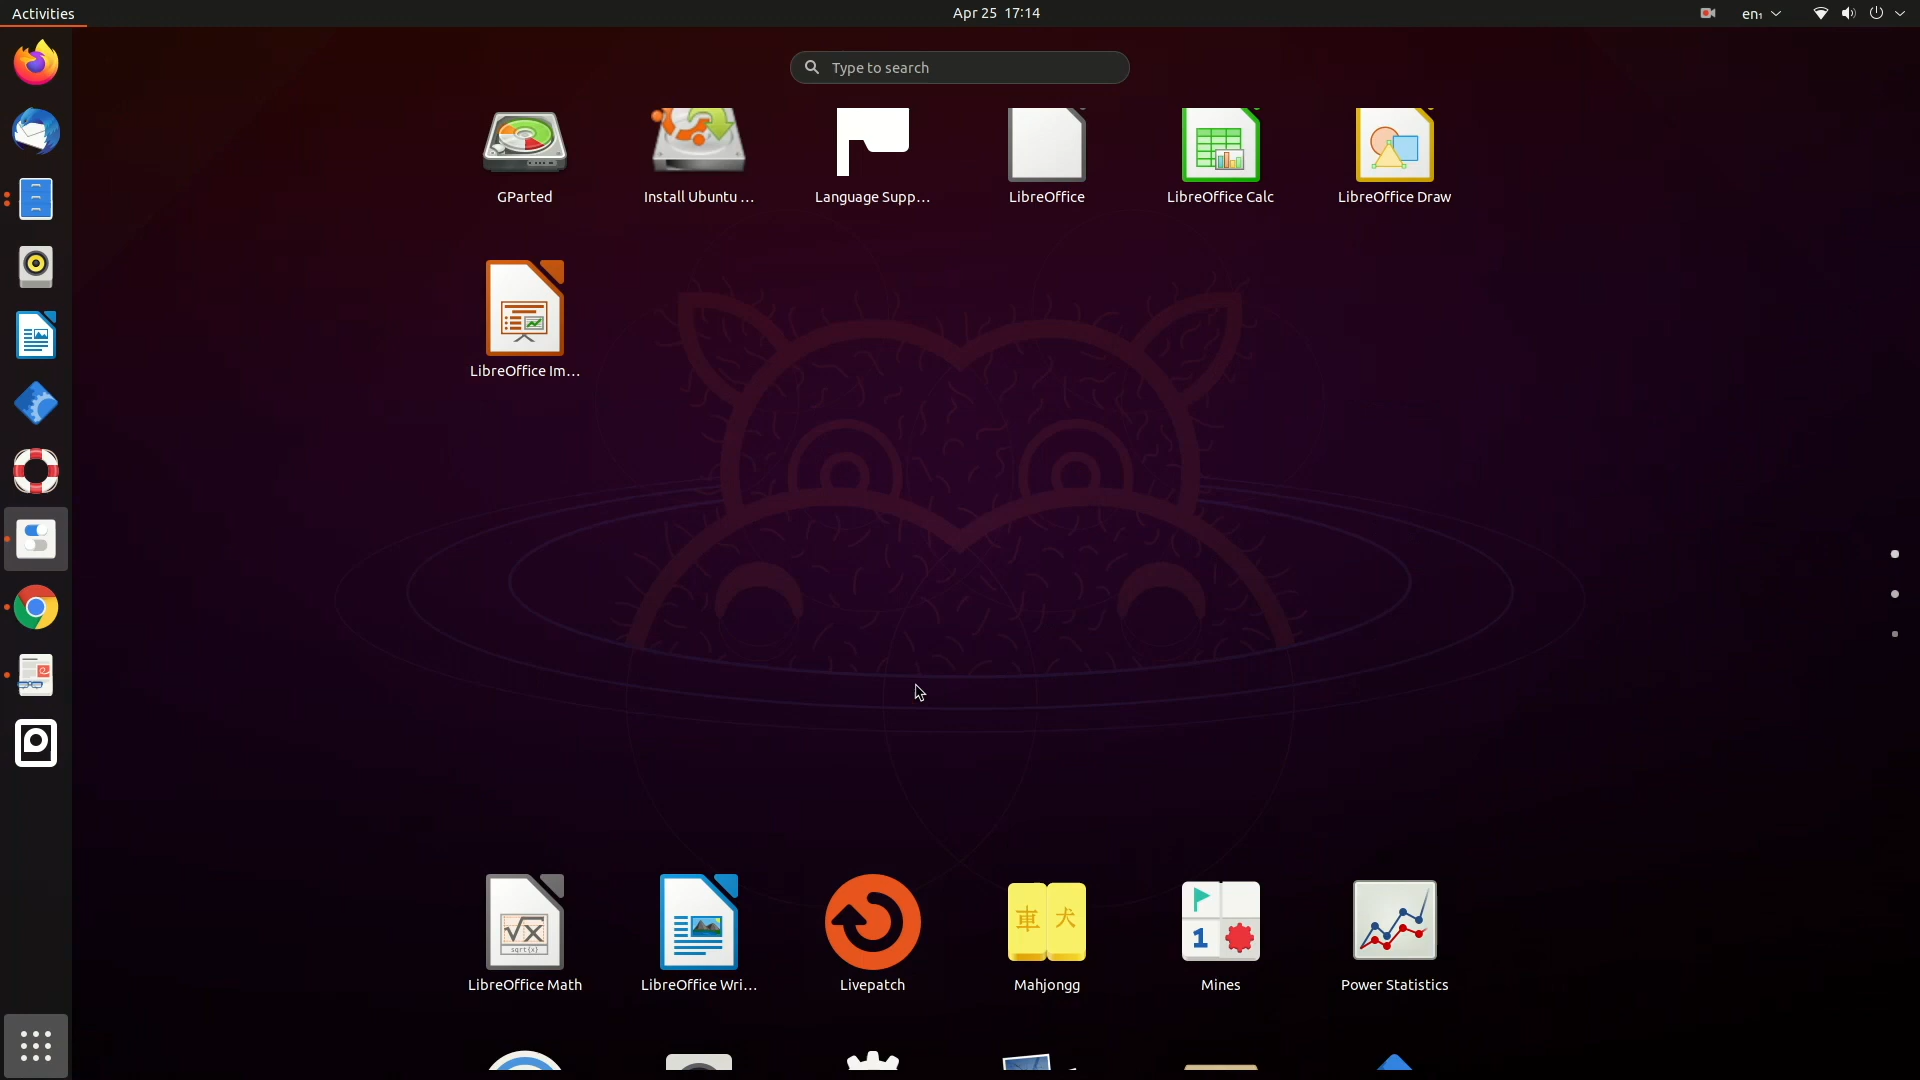 Activities
Apr 25 17:14
en₁
Type to search
GParted
Install Ubuntu ...
Language Supp...
LibreOffice
LibreOffice Calc
LibreOffice Draw
LibreOffice Im...
LibreOffice Math
LibreOffice Wri...
Livepatch
Mahjongg
Mines
Power Statistics